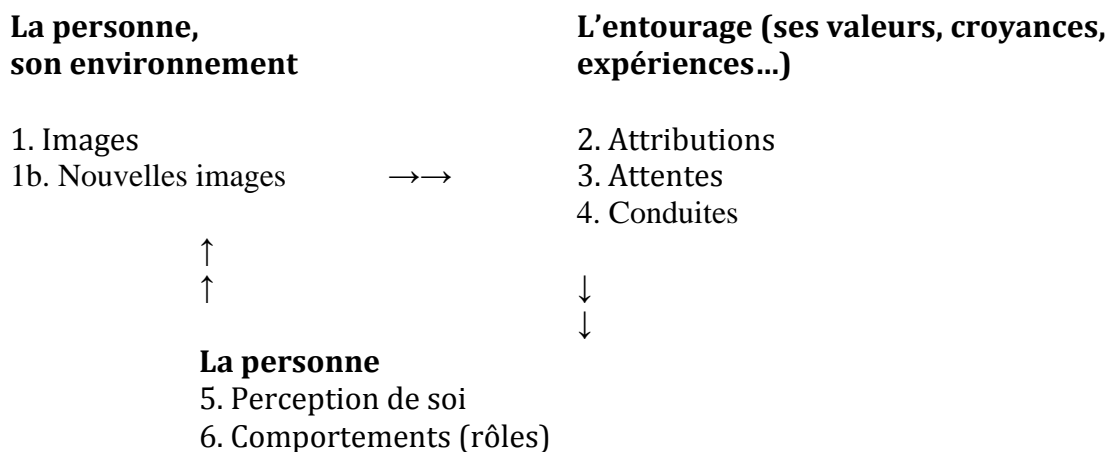 La personne,
son environnement
L’entourage (ses valeurs, croyances,
expériences…)
1. Images
1b. Nouvelles images →→
2. Attributions
3. Attentes
4. Conduites
↑
↑
↓
↓
La personne
5. Perception de soi
6. Comportements (rôles)